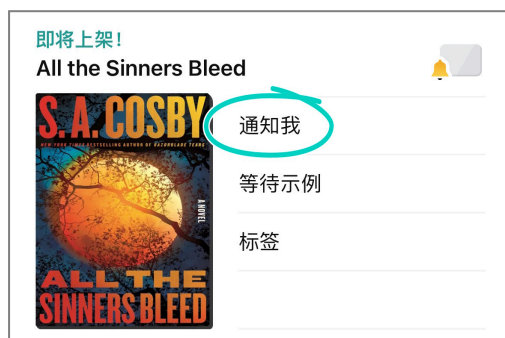 即将上架!
All the Sinners Bleed
S.A. COSBY
NEW YORK TIMES BESTSELLING AUTHOR OF RAZORBLADE TEARS
A NOVEL
ALL THE
SINNERS BLEED
通知我
等待示例
标签